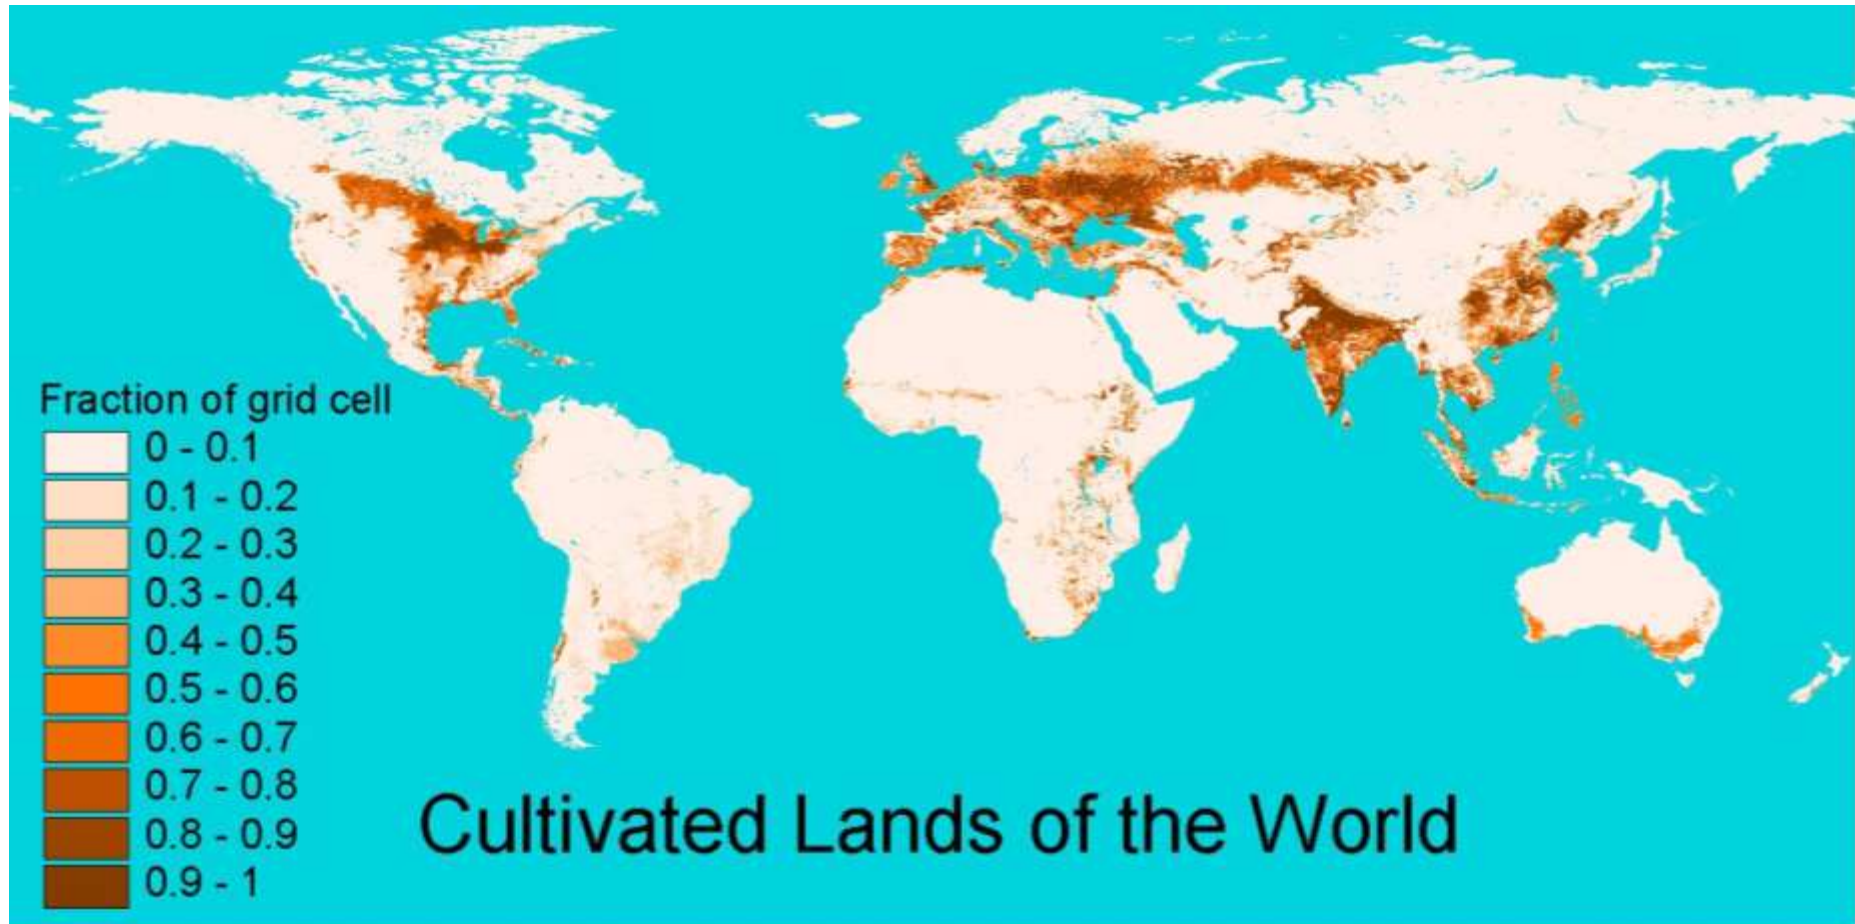 Fraction of grid cell
0 - 0.1
0.1 - 0.2
0.2 - 0.3
0.3 - 0.4
0.4 - 0.5
0.5 - 0.6
0.6 - 0.7
0.7 - 0.8
0.8 - 0.9
0.9 - 1
Cultivated Lands of the World